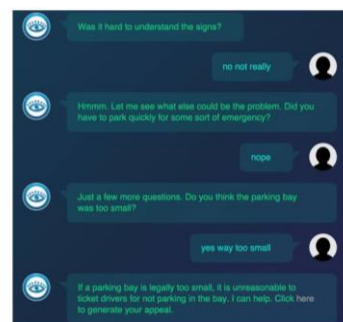 Was it hard to understand the signs?
no not really
Hmmm. Let me see what else could be the problem. Did you
have to park quickly for some sort of emergency?
nope
Just a few more questions. Do you think the parking bay
was too small?
yes way too small
If a parking bay is legally too small, it is unreasonable to
ticket drivers for not parking in the bay. I can help. Click here
to generate your appeal.